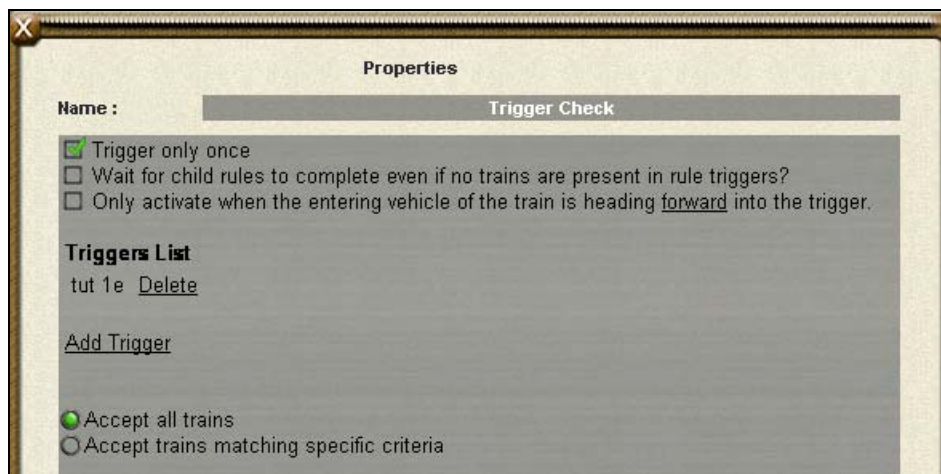 X
Properties
Name : Trigger Check
Trigger only once
Wait for child rules to complete even if no trains are present in rule triggers?
Only activate when the entering vehicle of the train is heading forward into the trigger.
Triggers List
tut 1e Delete
Add Trigger
Accept all trains
Accept trains matching specific criteria